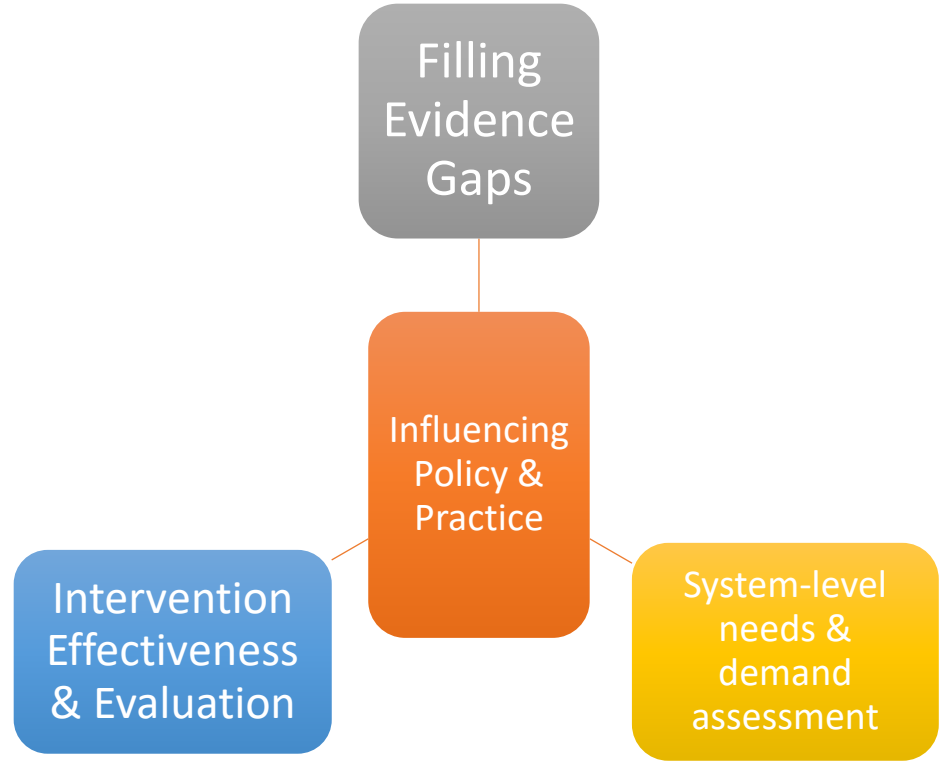 Filling
Evidence
Gaps
Influencing
Policy &
Practice
Intervention
Effectiveness
& Evaluation
System-level
needs &
demand
assessment